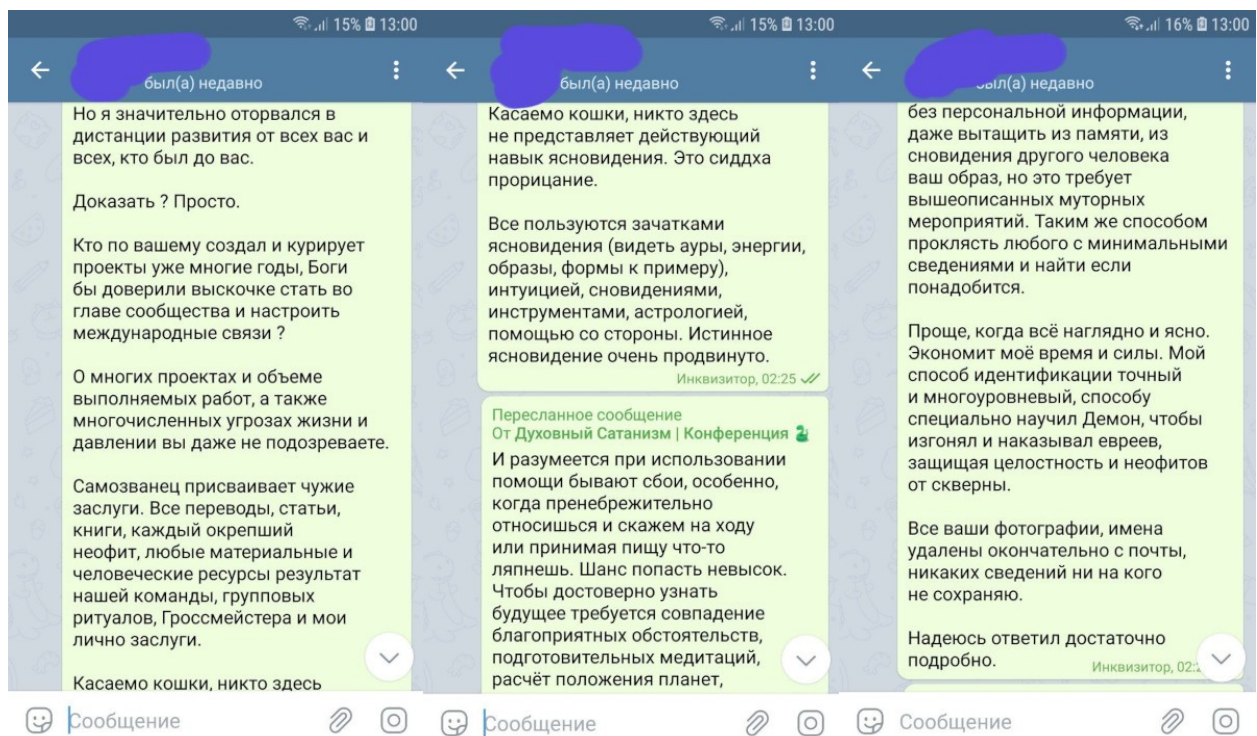 15% 13:00
был(а) недавно
Но я значительно оторвался в
дистанции развития от всех вас и
всех, кто был до вас.
Доказать ? Просто.
Кто по вашему создал и курирует
проекты уже многие годы, Боги
бы доверили выскочке стать во
главе сообщества и настроить
международные связи ?
О многих проектах и объеме
выполняемых работ, а также
многочисленных угрозах жизни и
давлении вы даже не подозреваете.
Самозванец присваивает чужие
заслуги. Все переводы, статьи,
книги, каждый окрепший
неофит, любые материальные и
человеческие ресурсы результат
нашей команды, групповых
ритуалов, Гроссмейстера и мои
лично заслуги.
Касаемо кошки, никто здесь
Сообщение
15% 13:00
был(а) недавно
Касаемо кошки, никто здесь
не представляет действующий
навык ясновидения. Это сиддха
прорицание.
Все пользуются зачатками
ясновидения (видеть ауры, энергии,
образы, формы к примеру),
интуицией, сновидениями,
инструментами, астрологией,
помощью со стороны. Истинное
ясновидение очень продвинуто.
Инквизитор, 02:25
Пересланное сообщение
От Духовный Сатанизм | Конференция
И разумеется при использовании
помощи бывают сбои, особенно,
когда пренебрежительно
относишься и скажем на ходу
или принимая пищу что-то
ляпнешь. Шанс попасть невысок.
Чтобы достоверно узнать
будущее требуется совпадение
благоприятных обстоятельств,
подготовительных медитаций,
расчёт положения планет,
Сообщение
16% 13:00
был(а) недавно
без персональной информации,
даже вытащить из памяти, из
сновидения другого человека
ваш образ, но это требует
вышеописанных муторных
мероприятий. Таким же способом
проклясть любого с минимальными
сведениями и найти если
понадобится.
Проще, когда всё наглядно и ясно.
Экономит моё время и силы. Мой
способ идентификации точный
и многоуровневый, способу
специально научил Демон, чтобы
изгонял и наказывал евреев,
защищая целостность и неофитов
от скверны.
Все ваши фотографии, имена
удалены окончательно с почты,
никаких сведений ни на кого
не сохраняю.
Надеюсь ответил достаточно
подробно.
Инквизитор,
Сообщение